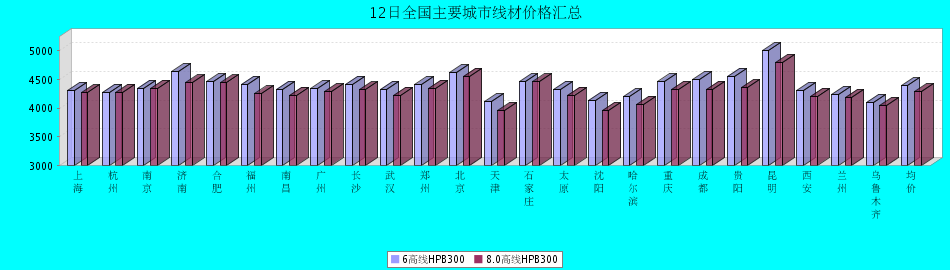 12日全国主要城市线材价格汇总
5000
4500
4000
3500
3000
上海 杭州 南京 济南 合肥 福州 南昌 广州 长沙 武汉 郑州 北京 天津 石家庄 太原 沈阳 哈尔滨 重庆 成都 贵阳 昆明 西安 兰州 乌鲁木齐 均价
6高线HPB300 8.0高线HPB300